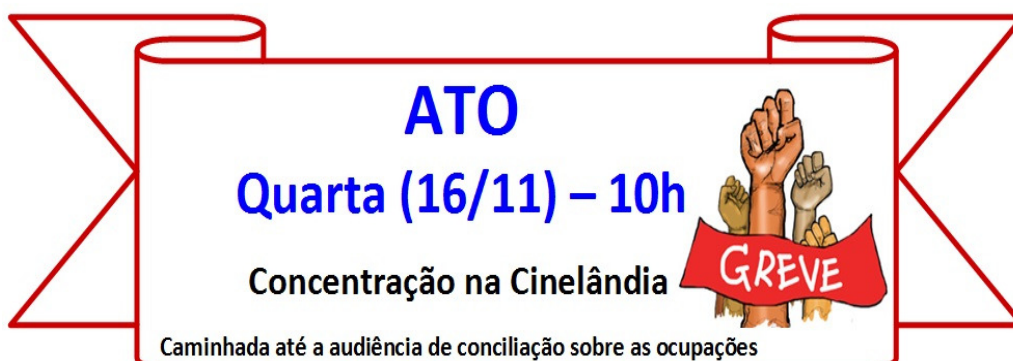 ATO
Quarta (16/11) – 10h
Concentração na Cinelândia
GREVE
Caminhada até a audiência de conciliação sobre as ocupações